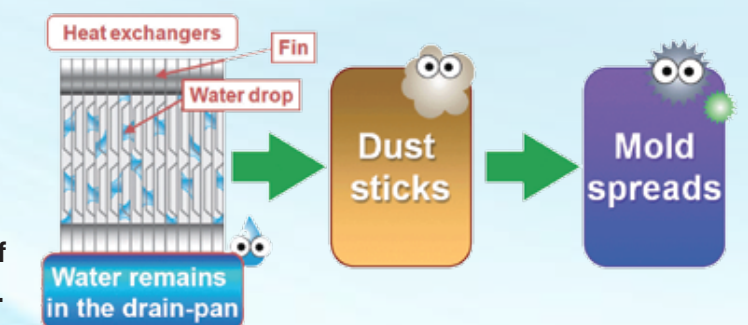 Heat exchangers
Fin
Water drop
Water remains
in the drain-pan
Dust
sticks
Mold
spreads
f
.